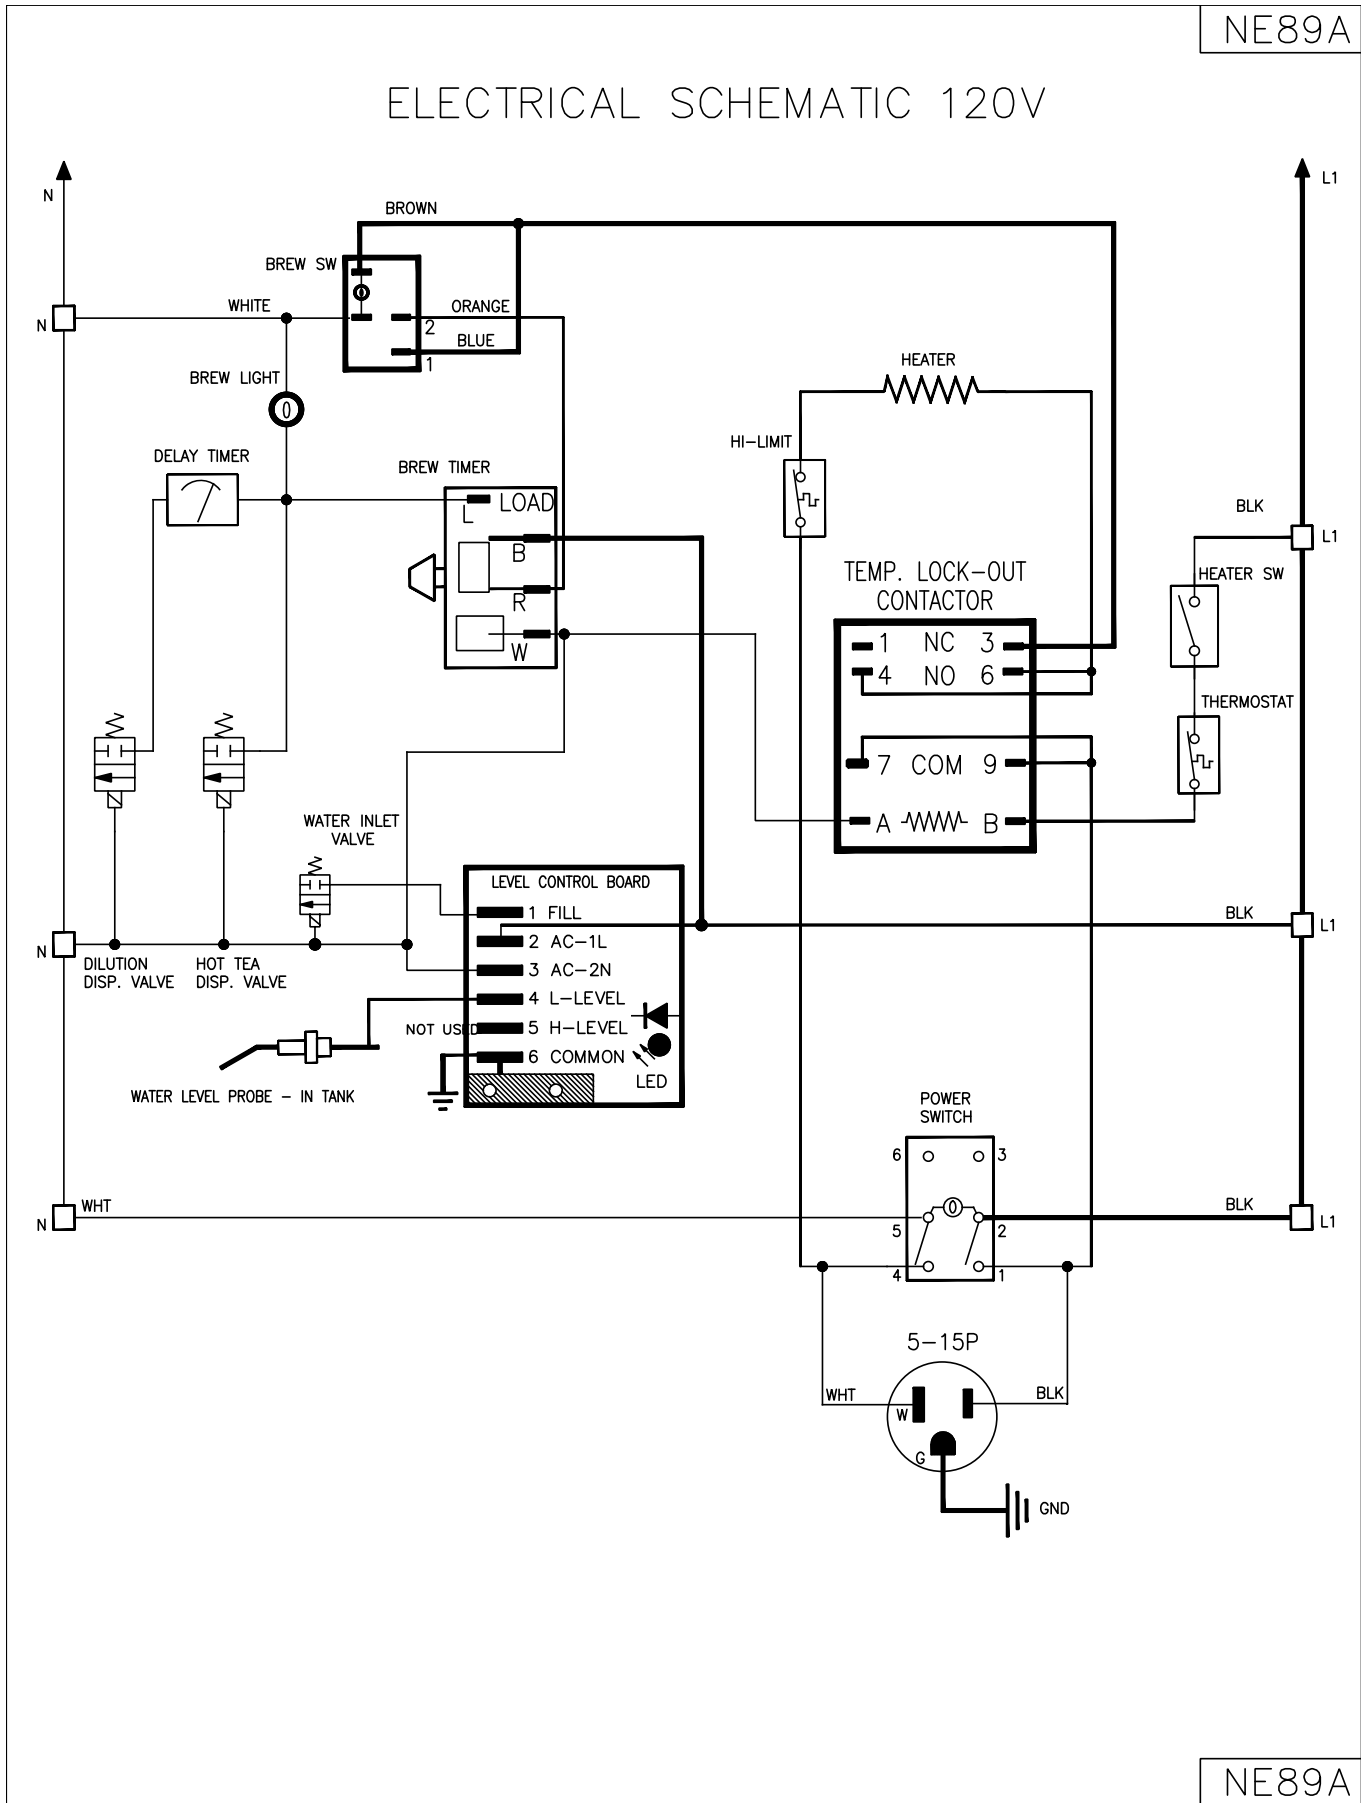 NE89A
ELECTRICAL SCHEMATIC 120V
N
L1
BROWN
BREW SW
WHITE
ORANGE
N
2
BLUE
1
HEATER
BREW LIGHT
HI-LIMIT
DELAY TIMER
BREW TIMER
L LOAD
BLK
L1
B
TEMP. LOCK-OUT
CONTACTOR
HEATER SW
R
1 NC 3
W
4 NO 6
THERMOSTAT
7 COM 9
WATER INLET
VALVE
A B
LEVEL CONTROL BOARD
1 FILL
BLK
L1
2 AC-1L
N
DILUTION
DISP. VALVE
HOT TEA
DISP. VALVE
3 AC-2N
4 L-LEVEL
NOT USED
5 H-LEVEL
6 COMMON
LED
WATER LEVEL PROBE - IN TANK
POWER
SWITCH
6 3
WHT
BLK
N
5 2
L1
4 1
5-15P
WHT
BLK
W
G
GND
NE89A